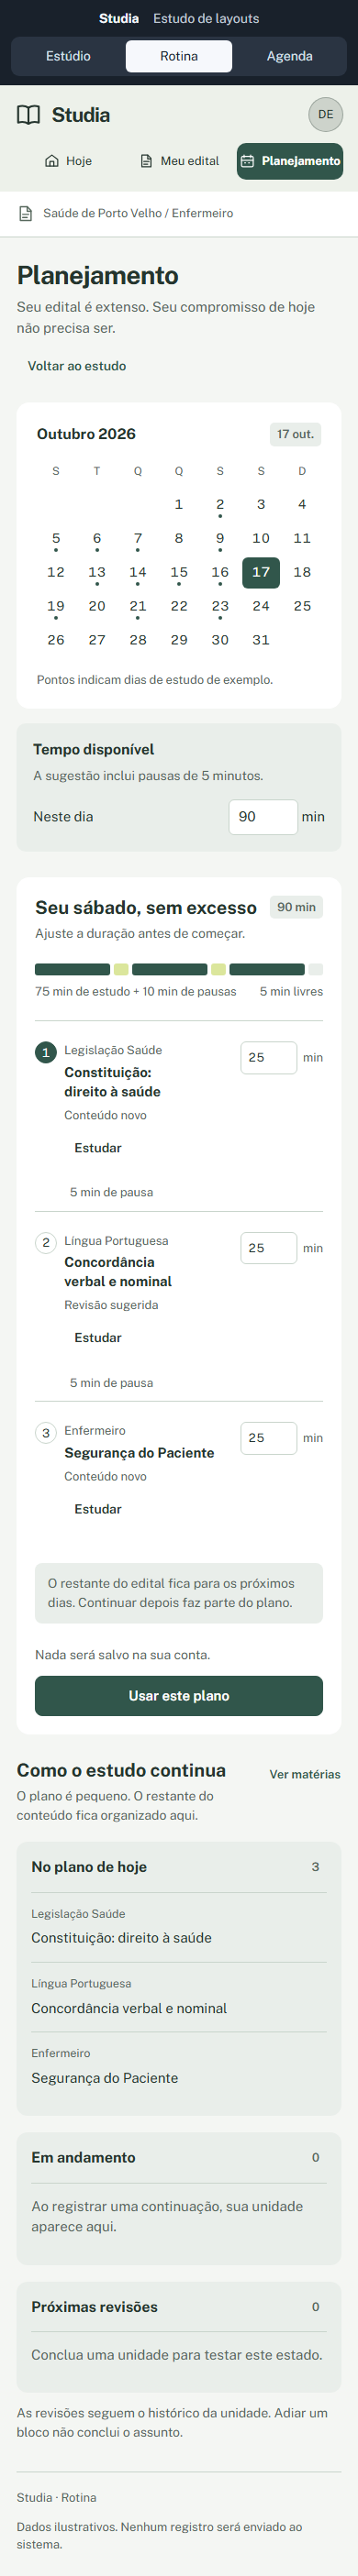 Studia Estudo de layouts
Estúdio Rotina Agenda
Studia DE
Hoje Meu edital Planejamento
Saúde de Porto Velho / Enfermeiro
Planejamento
Seu edital é extenso. Seu compromisso de hoje
não precisa ser.
Voltar ao estudo
Outubro 2026 17 out.
S T Q Q S S D
1 2 3 4
5 6 7 8 9 10 11
12 13 14 15 16 17 18
19 20 21 22 23 24 25
26 27 28 29 30 31
Pontos indicam dias de estudo de exemplo.
Tempo disponível
A sugestão inclui pausas de 5 minutos.
Neste dia 90 min
Seu sábado, sem excesso 90 min
Ajuste a duração antes de começar.
75 min de estudo + 10 min de pausas 5 min livres
1 Legislação Saúde 25 min
Constituição:
direito à saúde
Conteúdo novo
Estudar
5 min de pausa
2 Língua Portuguesa 25 min
Concordância
verbal e nominal
Revisão sugerida
Estudar
5 min de pausa
3 Enfermeiro 25 min
Segurança do Paciente
Conteúdo novo
Estudar
O restante do edital fica para os próximos
dias. Continuar depois faz parte do plano.
Nada será salvo na sua conta.
Usar este plano
Como o estudo continua Ver matérias
O plano é pequeno. O restante do
conteúdo fica organizado aqui.
No plano de hoje 3
Legislação Saúde
Constituição: direito à saúde
Língua Portuguesa
Concordância verbal e nominal
Enfermeiro
Segurança do Paciente
Em andamento 0
Ao registrar uma continuação, sua unidade
aparece aqui.
Próximas revisões 0
Conclua uma unidade para testar este estado.
As revisões seguem o histórico da unidade. Adiar um
bloco não conclui o assunto.
Studia · Rotina
Dados ilustrativos. Nenhum registro será enviado ao
sistema.